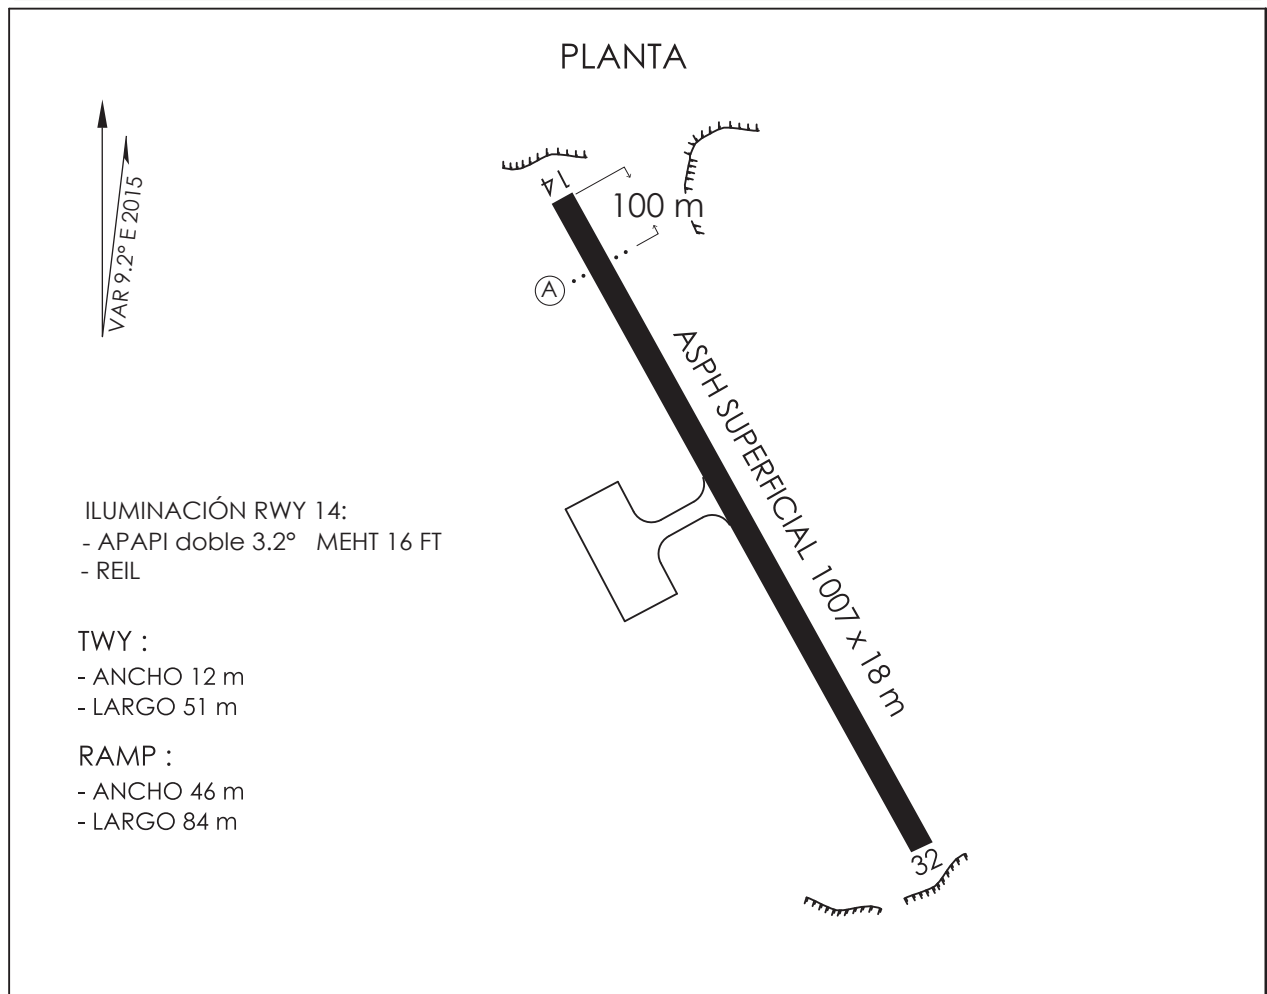 PLANTA
14
100 m
VAR 9.2° E 2015
A
ASPH SUPERFICIAL 1007 x 18 m
ILUMINACIÓN RWY 14:
- APAPI doble 3.2° MEHT 16 FT
- REIL
TWY :
- ANCHO 12 m
- LARGO 51 m
RAMP :
- ANCHO 46 m
- LARGO 84 m
32